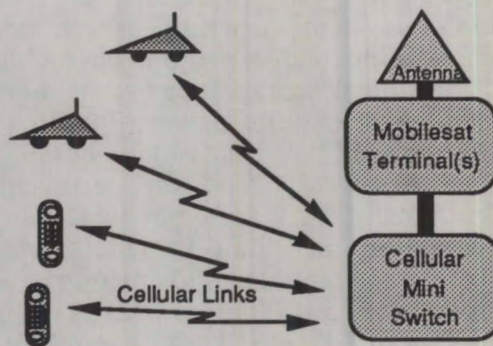 Antenna
Mobilesat
Terminal(s)
Cellular Links
Cellular
Mini
Switch